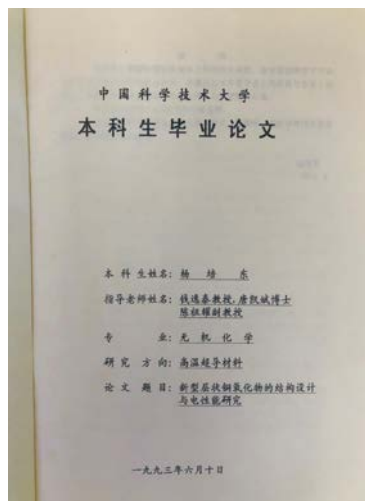 中国科学技术大学
本科生毕业论文
本科生姓名: 杨培东
指导老师姓名: 钱逸泰教授, 唐凯斌博士
陈祖耀副教授
专业: 无机化学
研究方向: 高温超导材料
论文题目: 新型层状铜氧化物的结构设计
与电性能研究
一九九三年六月十日